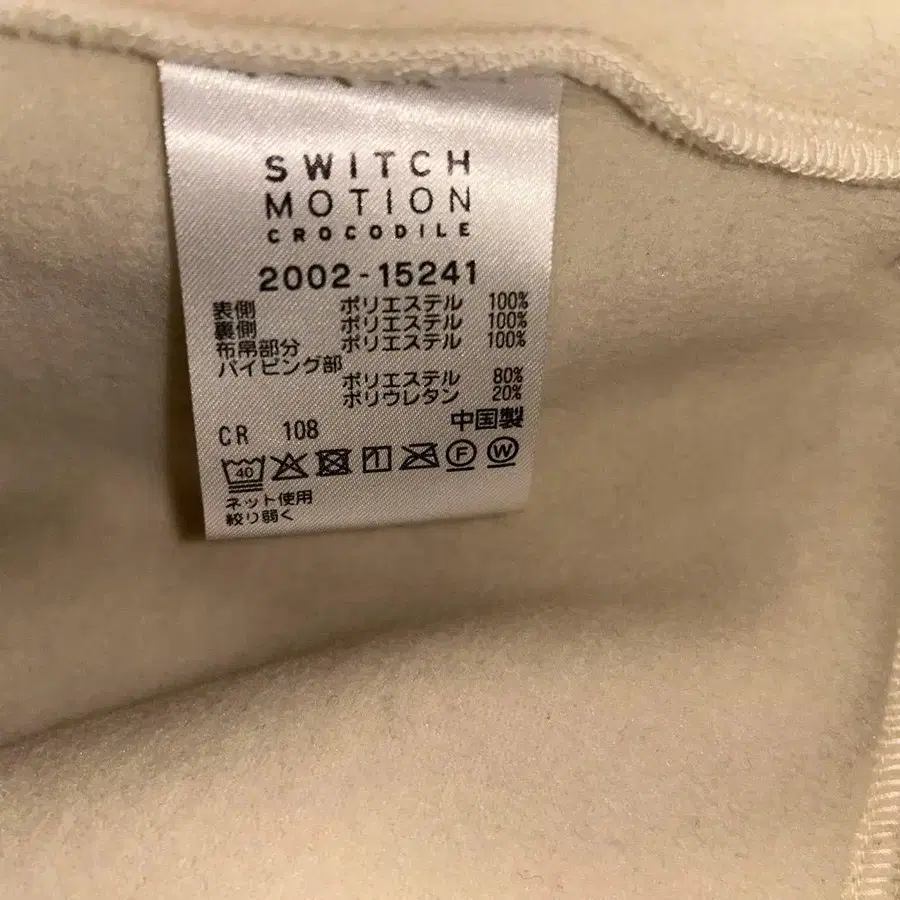 SWITCH
MOTION
CROCODILE
2002-15241
表側 ポリエステル 100%
裏側 ポリエステル 100%
布帛部分 ポリエステル 100%
パイピング部
ポリエステル 80%
ポリウレタン 20%
CR 108 中国製
40 F W
ネット使用
絞り弱く